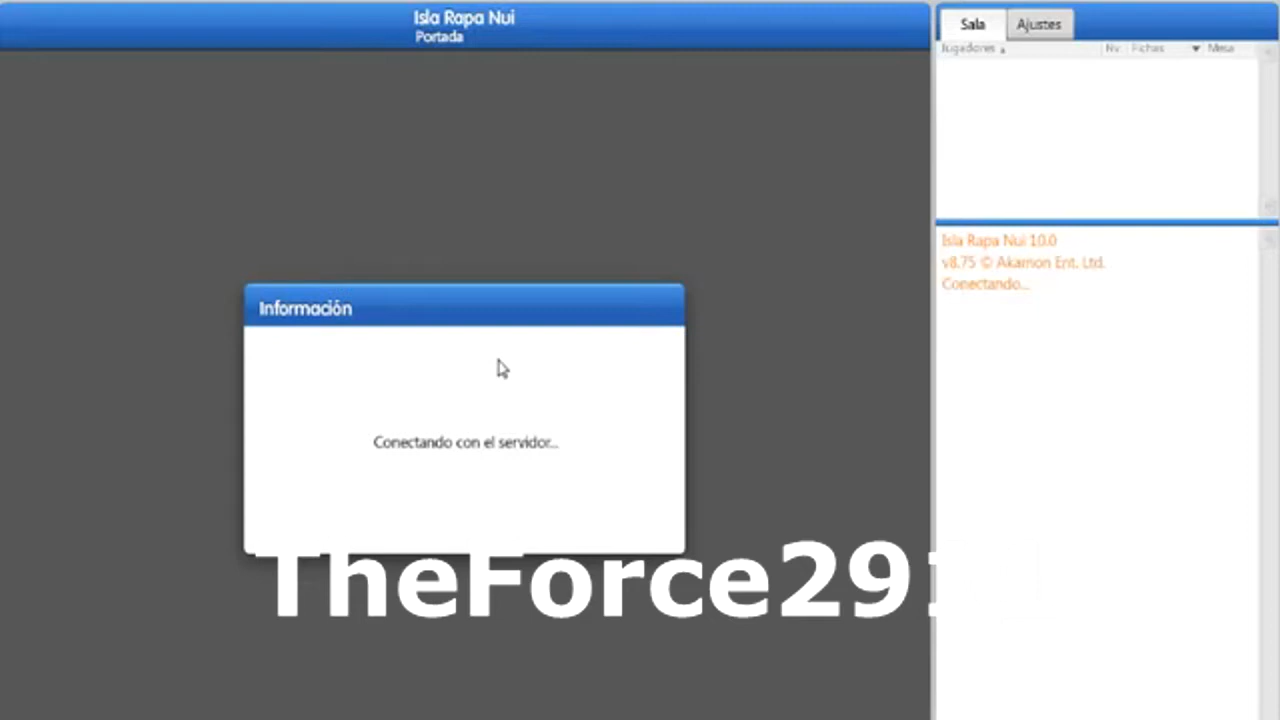 Isla Rapa Nui
Portada
Sala
Ajustes
Jugadores
Nv.
Fichas
Mesa
Isla Rapa Nui 10.0
v8.75 © Akamon Ent. Ltd.
Conectando...
Información
Conectando con el servidor...